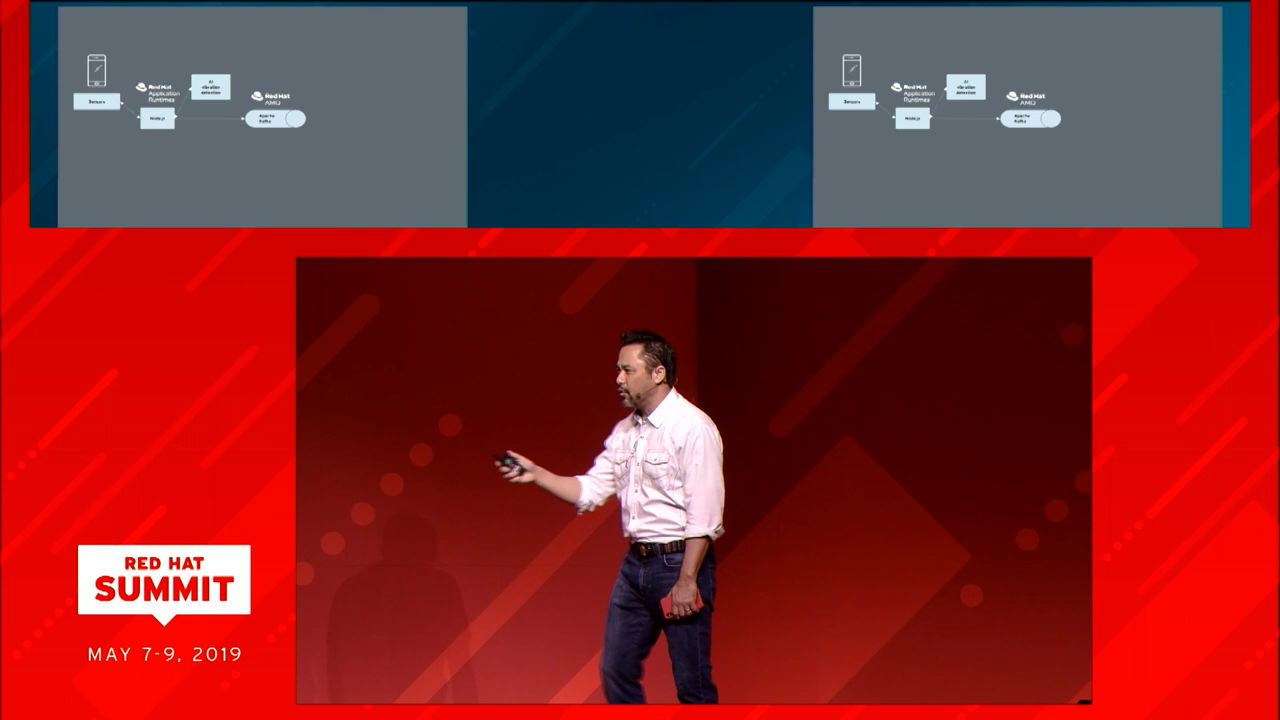 Sensors
Red Hat
Application
Runtimes
Node.js
AI
vibration
detection
Red Hat
AMQ
Apache
Kafka
Sensors
Red Hat
Application
Runtimes
Node.js
AI
vibration
detection
Red Hat
AMQ
Apache
Kafka
RED HAT
SUMMIT
MAY 7-9, 2019